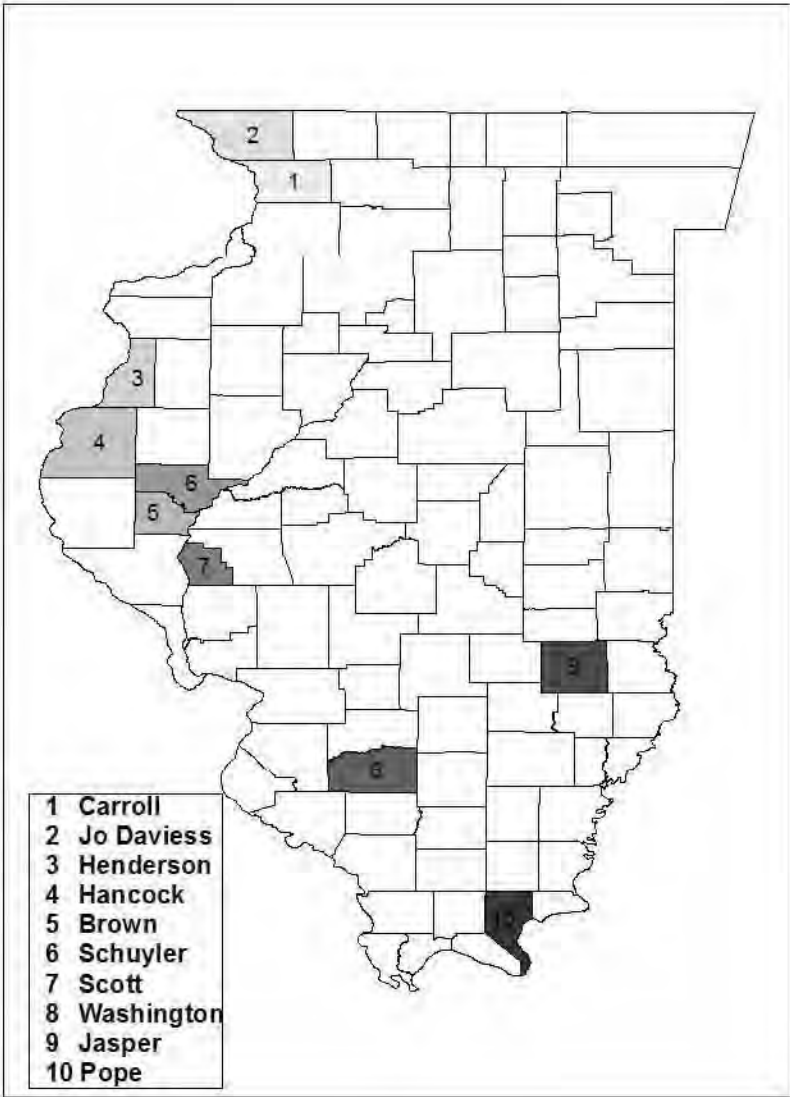 2
1
3
4
6
5
7
9
8
10
1 Carroll
2 Jo Daviess
3 Henderson
4 Hancock
5 Brown
6 Schuyler
7 Scott
8 Washington
9 Jasper
10 Pope